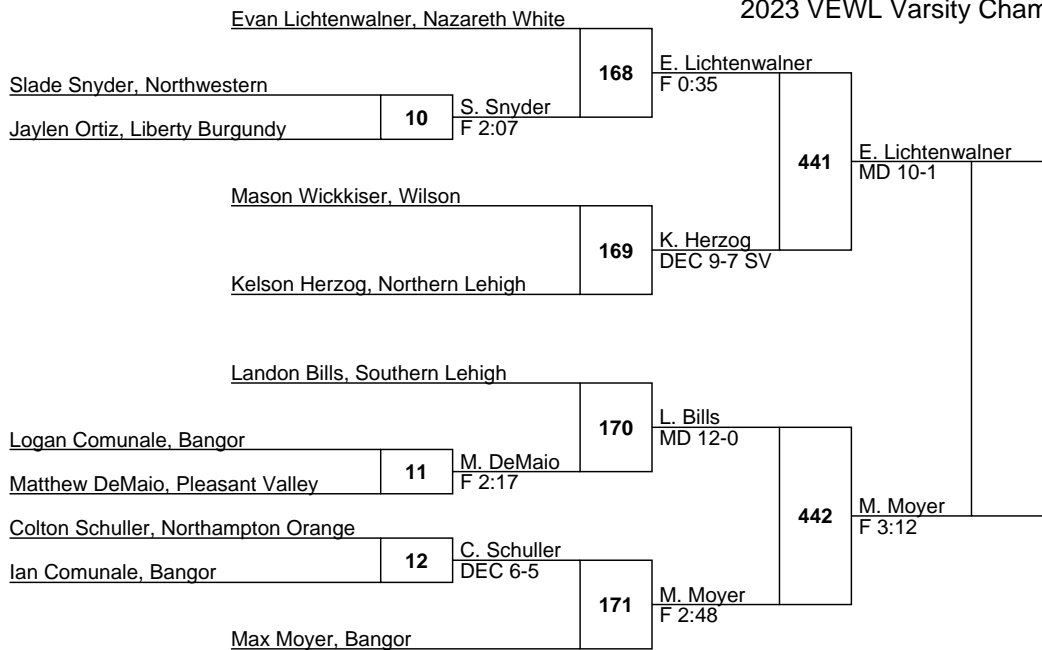 2023 VEWL Varsity Cham
Evan Lichtenwalner, Nazareth White
168
E. Lichtenwalner
F 0:35
Slade Snyder, Northwestern
10
S. Snyder
F 2:07
Jaylen Ortiz, Liberty Burgundy
441
E. Lichtenwalner
MD 10-1
Mason Wickkiser, Wilson
169
K. Herzog
DEC 9-7 SV
Kelson Herzog, Northern Lehigh
Landon Bills, Southern Lehigh
170
L. Bills
MD 12-0
Logan Comunale, Bangor
11
M. DeMaio
F 2:17
Matthew DeMaio, Pleasant Valley
442
M. Moyer
F 3:12
Colton Schuller, Northampton Orange
12
C. Schuller
DEC 6-5
Ian Comunale, Bangor
171
M. Moyer
F 2:48
Max Moyer, Bangor